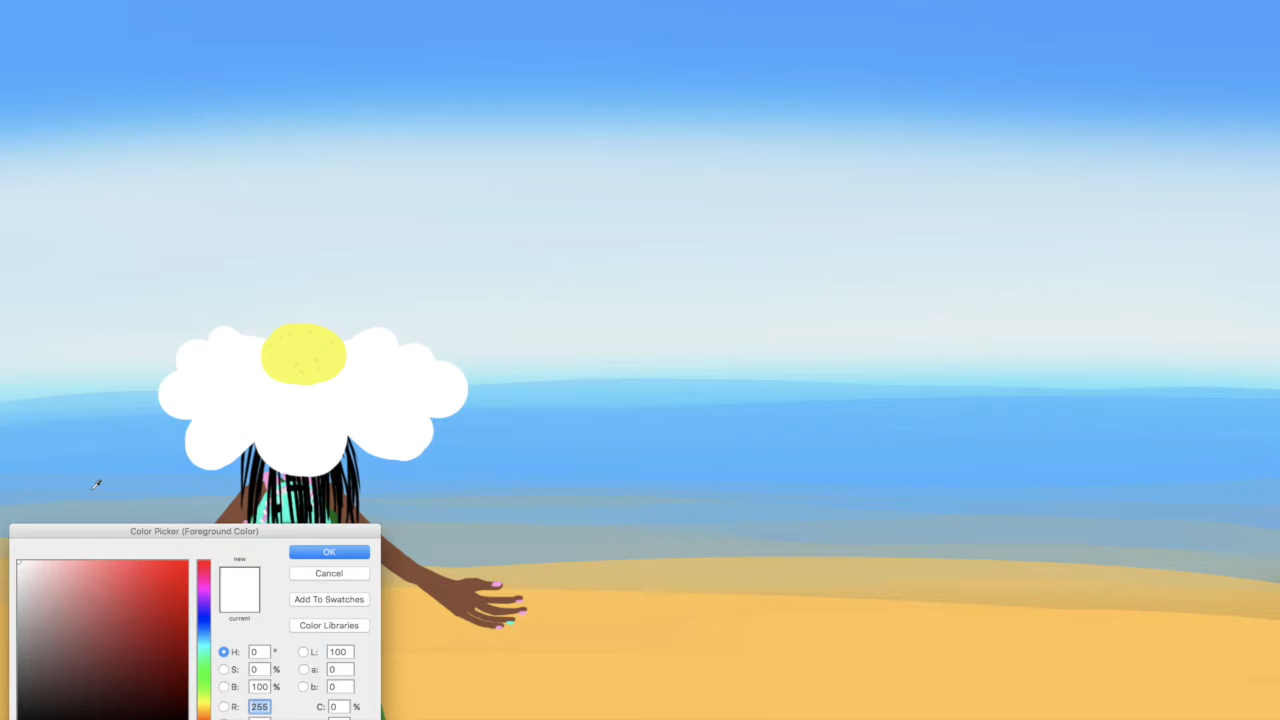 Color Picker (Foreground Color)
new
OK
Cancel
Add To Swatches
current
Color Libraries
H: 0 ° L: 100
S: 0 % a: 0
B: 100 % b: 0
R: 255 C: 0 %